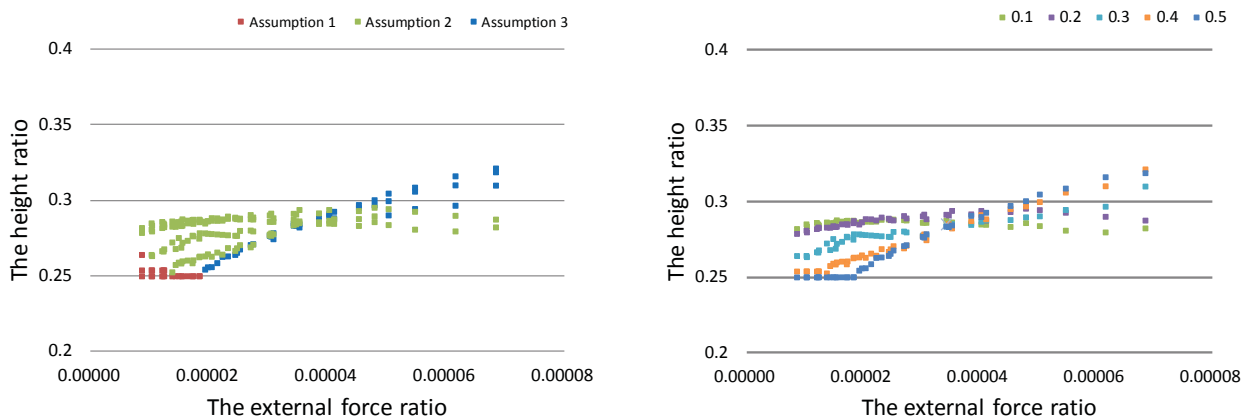 Assumption 1 Assumption 2 Assumption 3
0.4
0.35
0.3
0.25
0.2
The height ratio
0.00000 0.00002 0.00004 0.00006 0.00008
The external force ratio
0.1 0.2 0.3 0.4 0.5
0.4
0.35
0.3
0.25
0.2
The height ratio
0.00000 0.00002 0.00004 0.00006 0.00008
The external force ratio